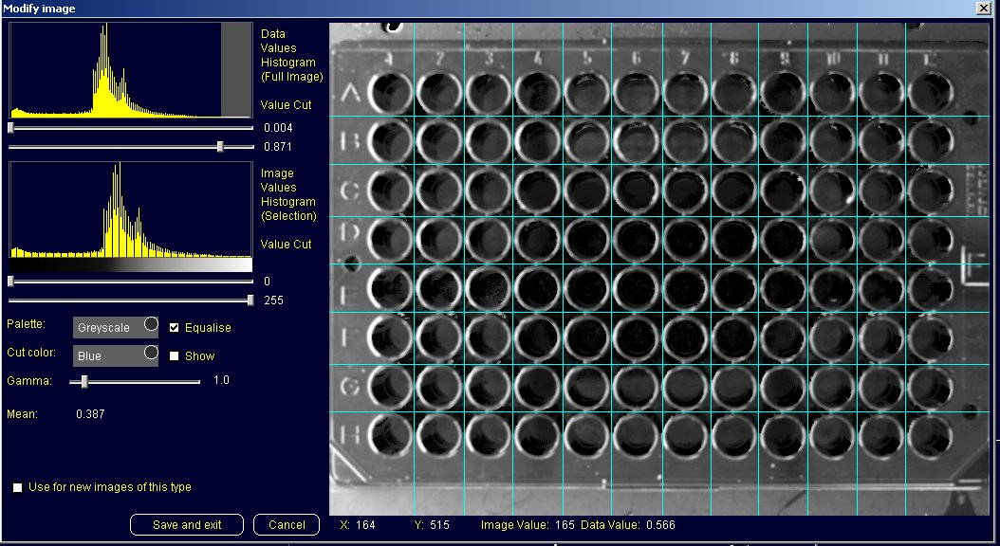 Modify image
Data
Values
Histogram
(Full Image)
Value Cut
0.004
0.871
Image
Values
Histogram
(Selection)
Value Cut
0
255
Palette: Greyscale Equalise
Cut color: Blue Show
Gamma: 1.0
Mean: 0.387
Use for new images of this type
Save and exit Cancel
1 2 3 4 5 6 7 8 9 10 11 12
A
B
C
D
E
F
G
H
X: 164 Y: 515 Image Value: 165 Data Value: 0.566